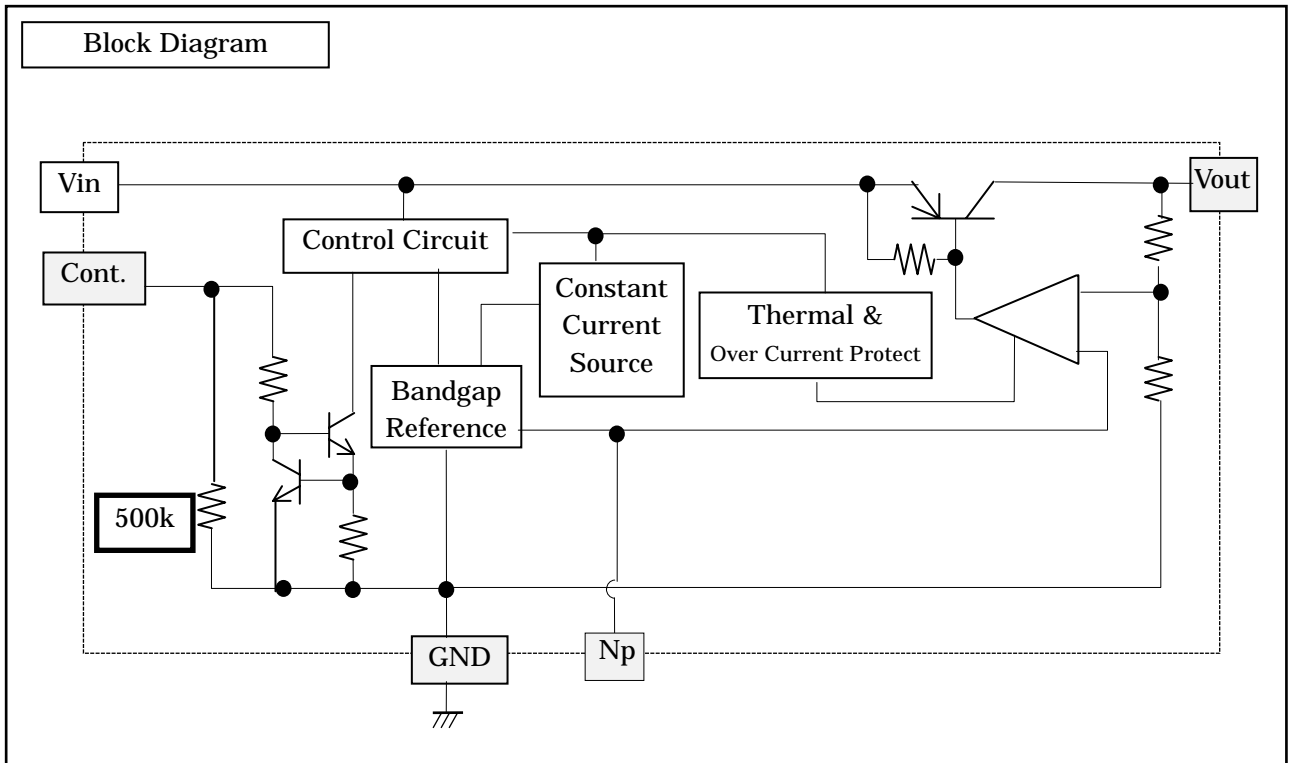 Block Diagram
Vin
Vout
Control Circuit
Cont.
Constant
Current
Source
Thermal &
Over Current Protect
Bandgap
Reference
500k
GND
Np